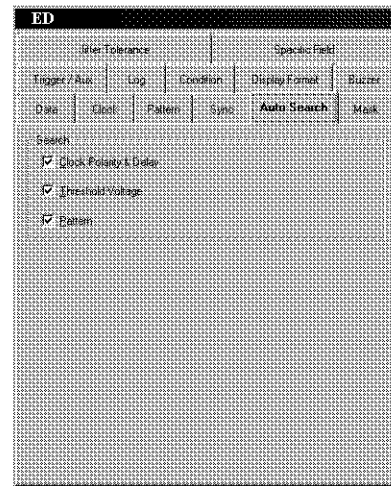 ED
Jitter Tolerance Specific Field
Trigger / Aux Log Condition Display Format Buzzer
Data Clock Pattern Sync Auto Search Mask
Search
Clock Polarity & Delay
Threshold Voltage
Pattern